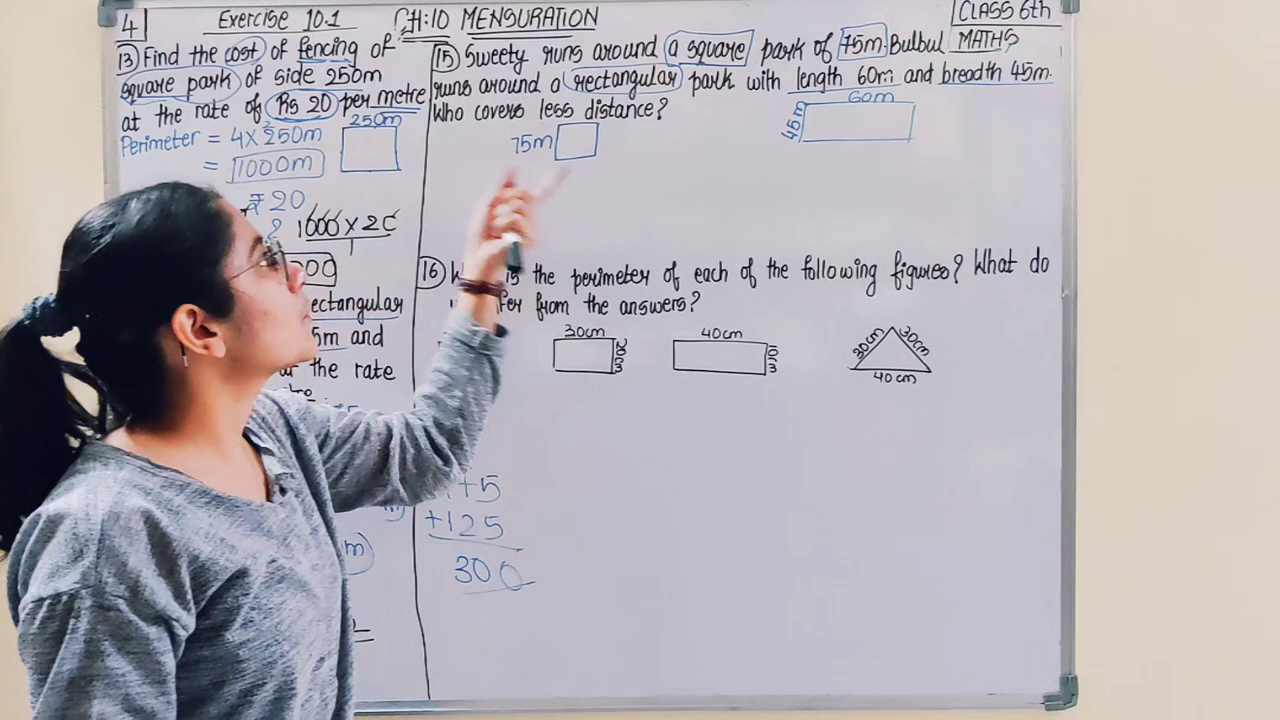 4
Exercise 10.1
CH:10 MENSURATION
CLASS 6th
MATHS
13) Find the cost of fencing of
square park of side 250m
at the rate of Rs 20 per metre
Perimeter = 4 x 250m
= 1000m
250m
₹ 20
1000 x 20
ectangular
5m and
the rate
15) Sweety runs around a square park of 75m. Bulbul
runs around a rectangular park with length 60m and breadth 45m.
Who covers less distance?
75m
60m
45m
16) the perimeter of each of the following figures? What do
from the answers?
30cm
20cm
40cm
10cm
30cm
30cm
40cm
+125
300